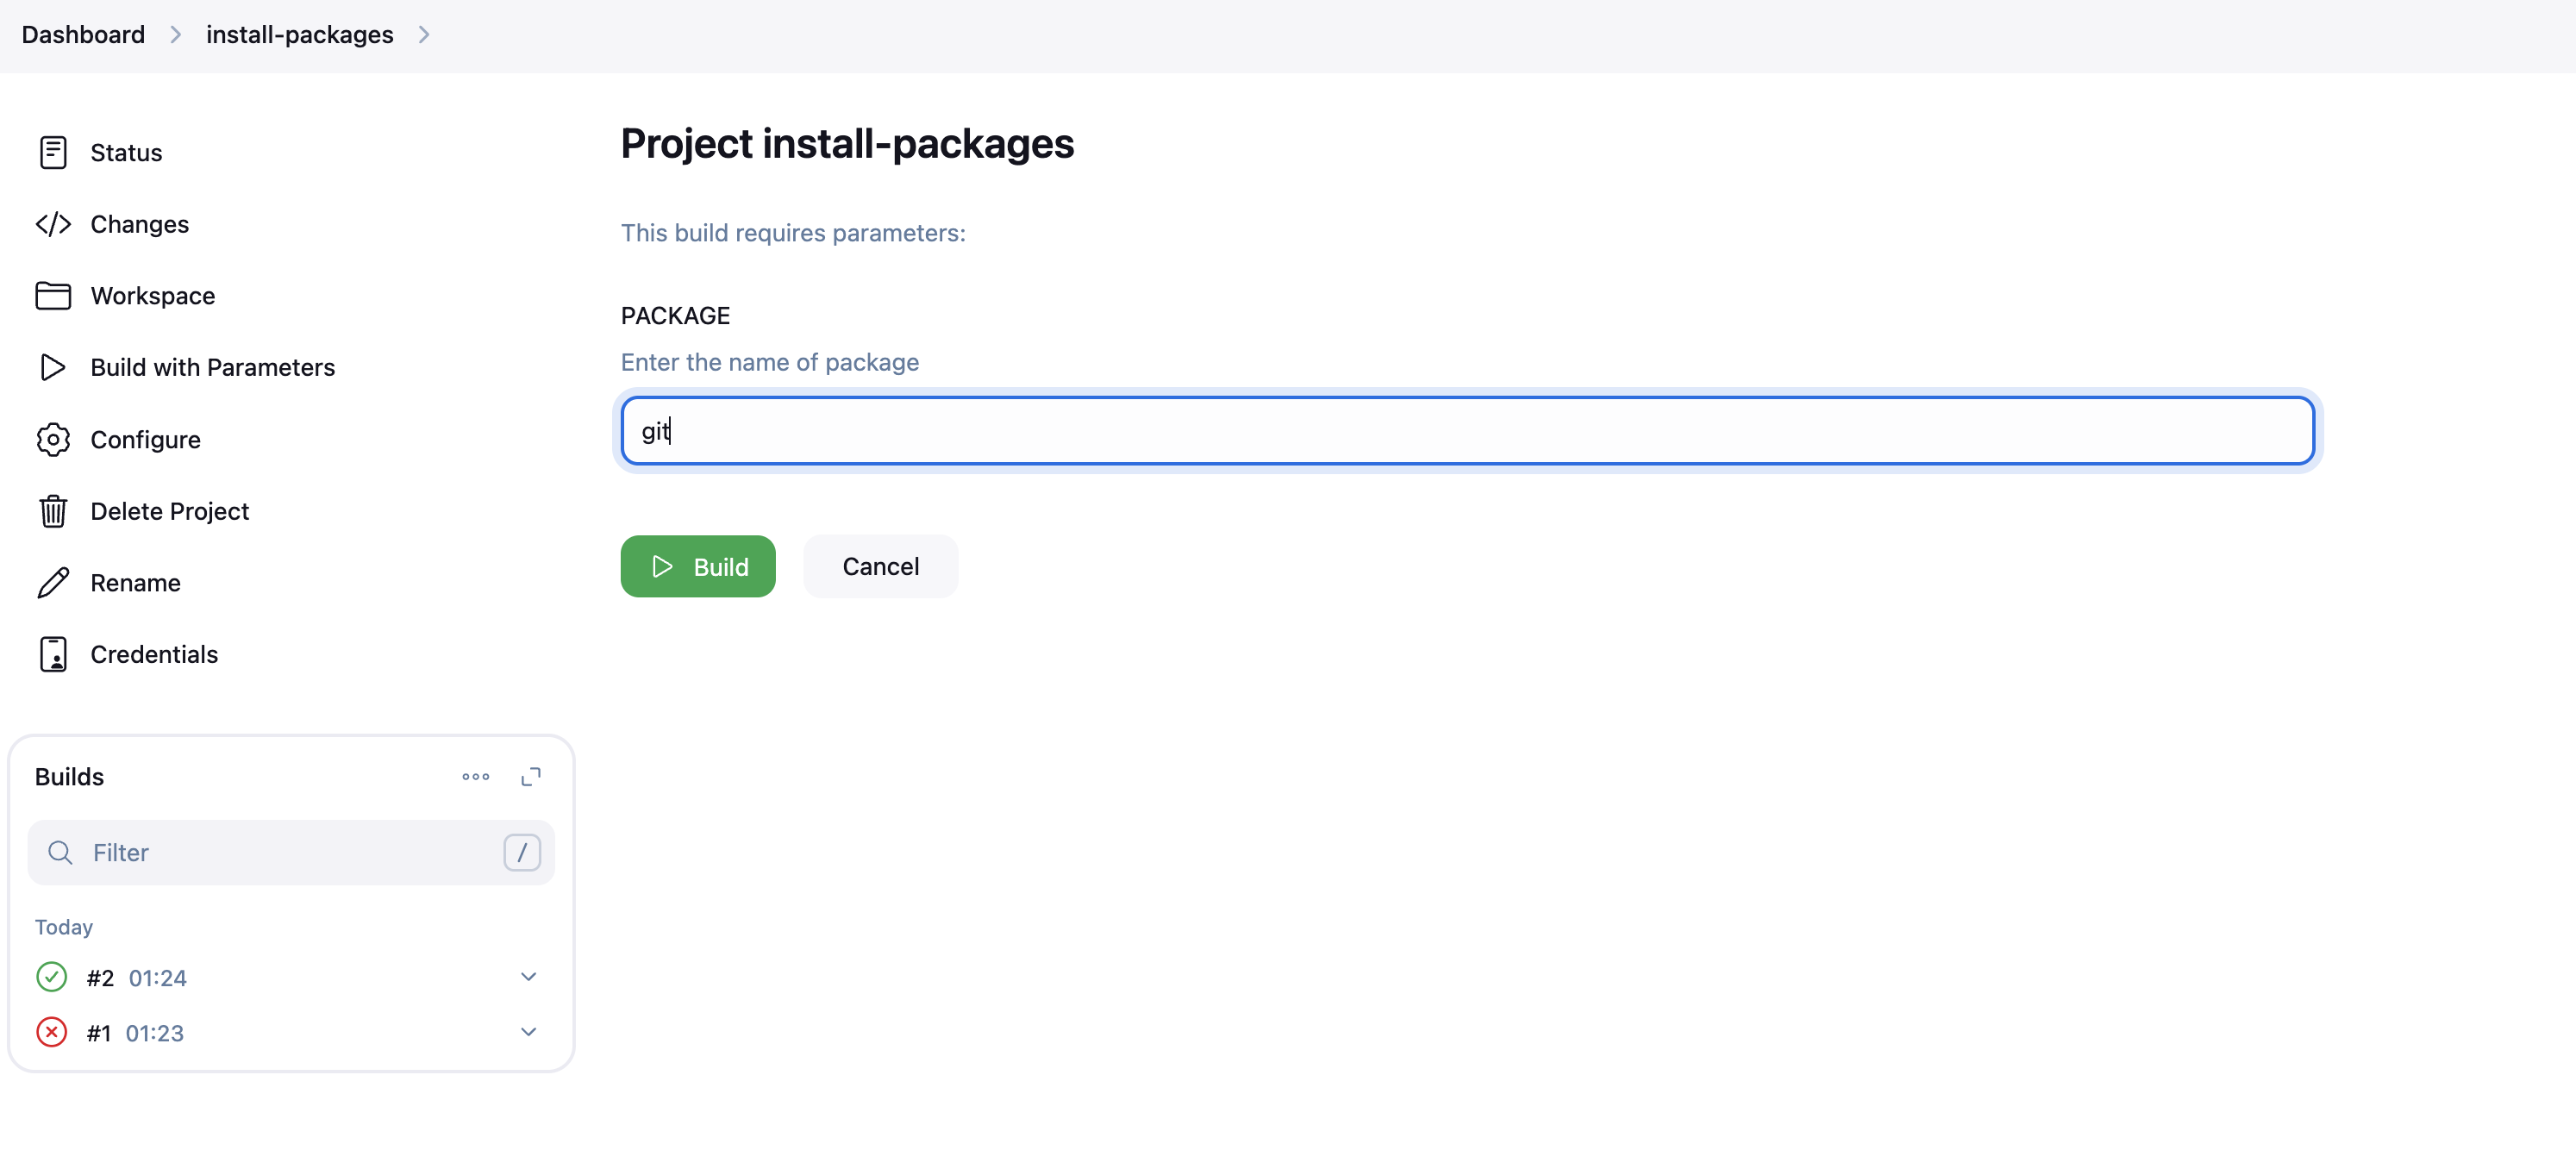 Dashboard
install-packages
Status
Changes
Workspace
Build with Parameters
Configure
Delete Project
Rename
Credentials
Builds
Filter
/
Today
#2 01:24
#1 01:23
Project install-packages
This build requires parameters:
PACKAGE
Enter the name of package
git
Build
Cancel